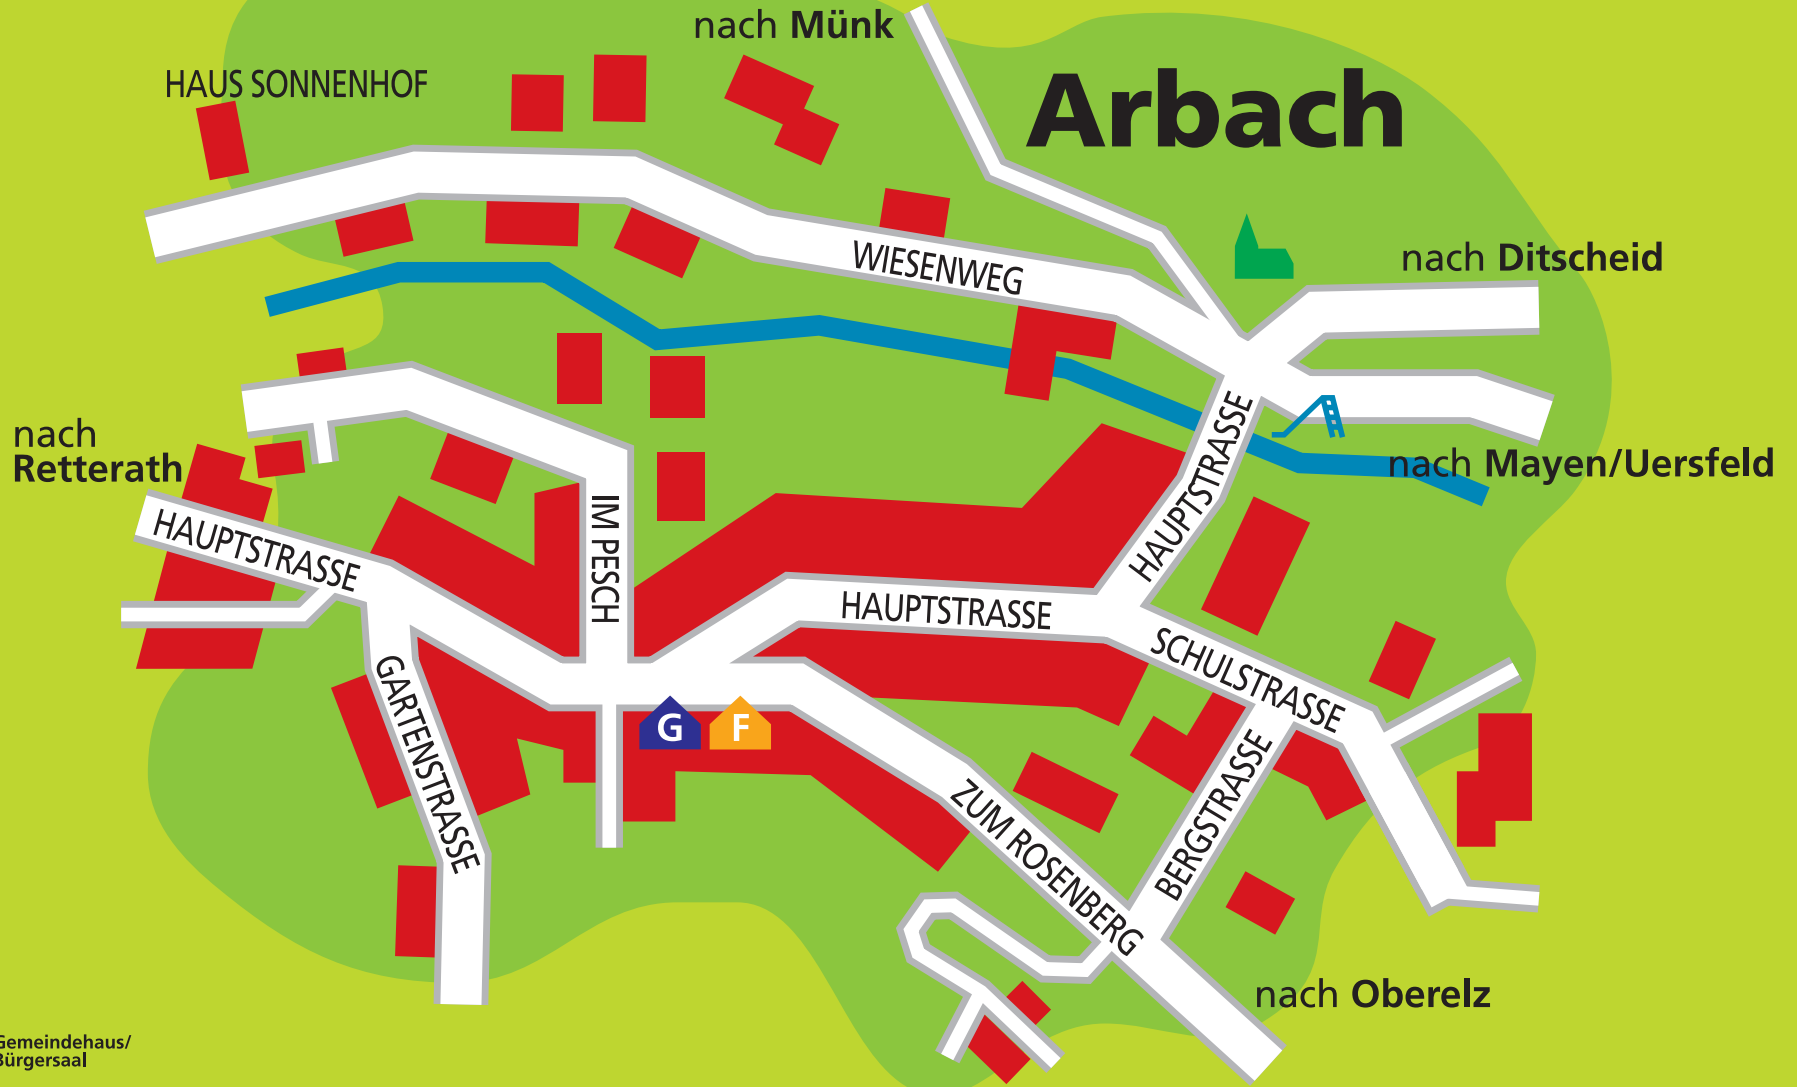 nach Münk
HAUS SONNENHOF
Arbach
WIESENWEG
nach Ditscheid
nach
Retterath
HAUPTSTRASSE
nach Mayen/Uersfeld
HAUPTSTRASSE
IM PESCH
HAUPTSTRASSE
SCHULSTRASSE
GARTENSTRASSE
G
F
BERGSTRASSE
ZUM ROSENBERG
nach Oberelz
Gemeindehaus/
Bürgersaal